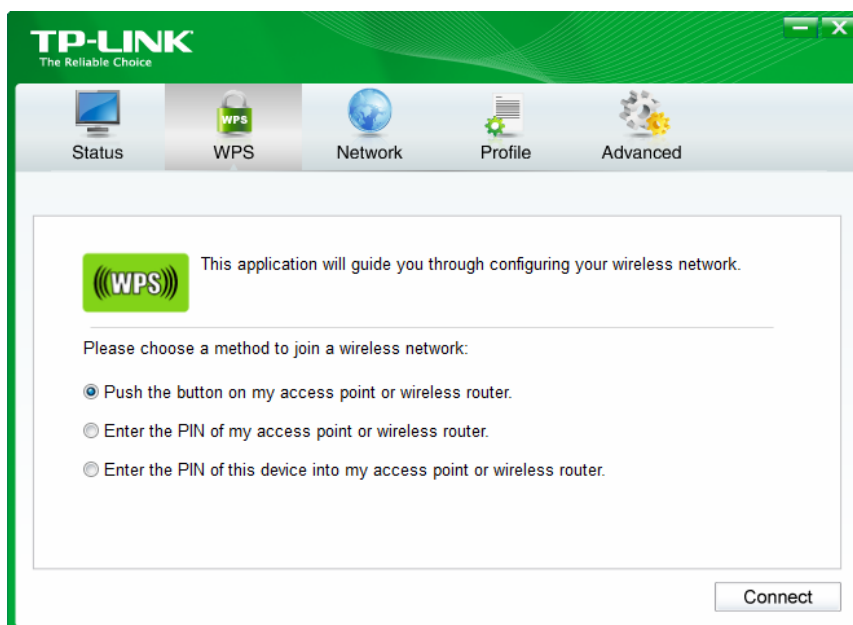 TP-LINK
The Reliable Choice
Status
WPS
WPS
Network
Profile
Advanced
WPS
This application will guide you through configuring your wireless network.
Please choose a method to join a wireless network:
Push the button on my access point or wireless router.
Enter the PIN of my access point or wireless router.
Enter the PIN of this device into my access point or wireless router.
Connect